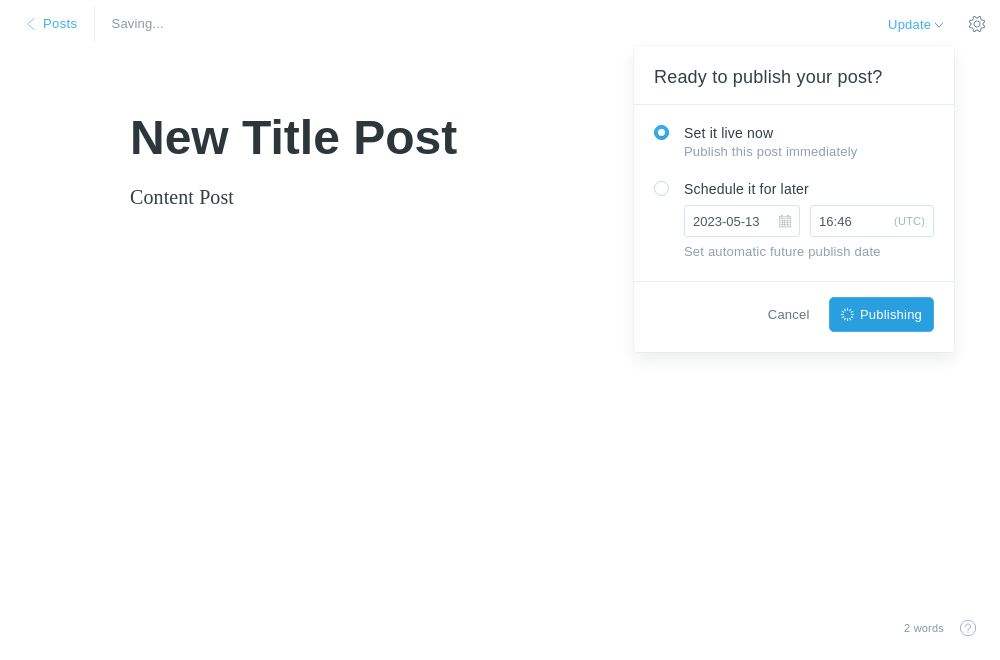 Posts
Saving...
Update
Ready to publish your post?
Set it live now
Publish this post immediately
Schedule it for later
2023-05-13
16:46 (UTC)
Set automatic future publish date
Cancel
Publishing
New Title Post
Content Post
2 words
?